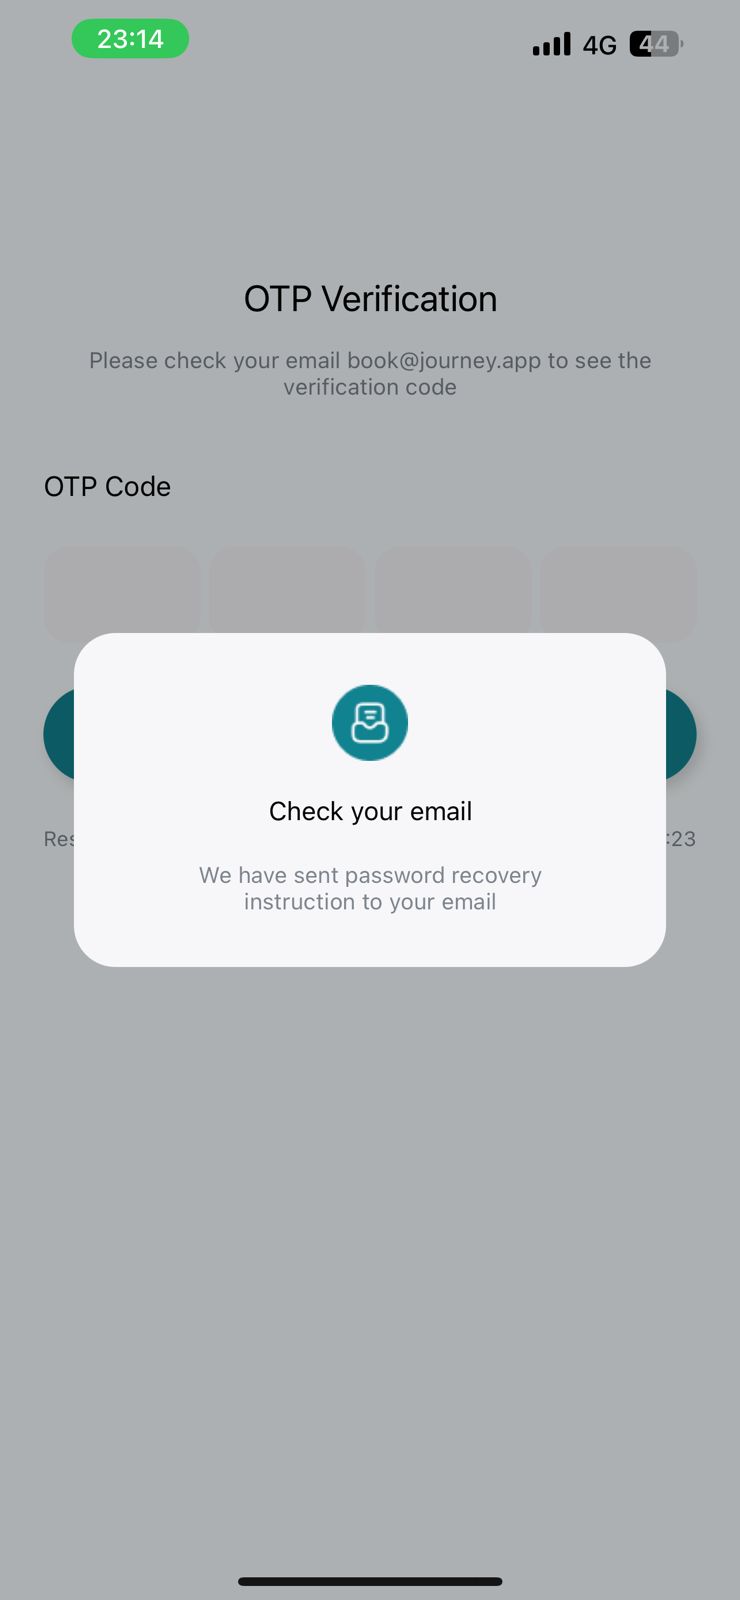 23:14
4G
44
OTP Verification
Please check your email book@journey.app to see the
verification code
OTP Code
Check your email
:23
We have sent password recovery
instruction to your email